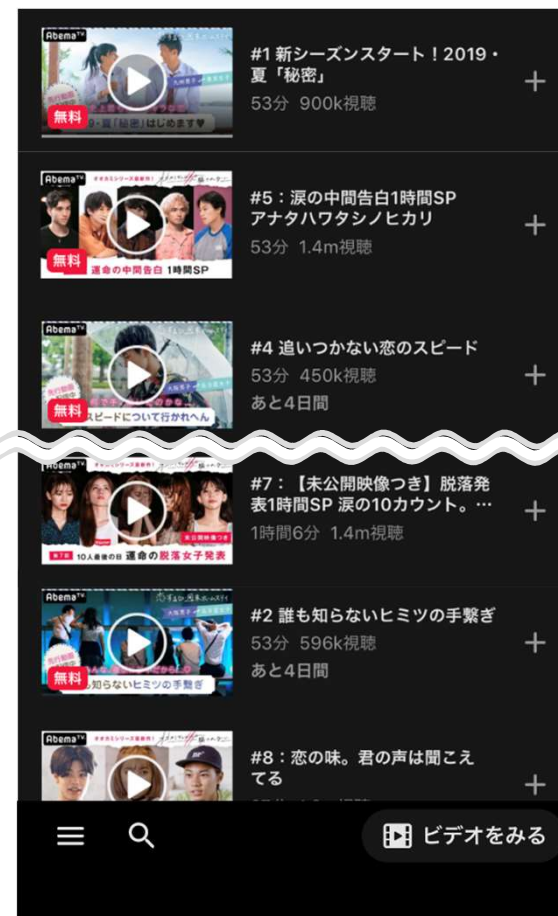 AbemaTV
無料
#1 新シーズンスタート!2019・
夏「秘密」
53分 900k視聴
AbemaTV
無料
運命の中間告白 1時間SP
#5:涙の中間告白1時間SP
アナタハワタシノヒカリ
53分 1.4m視聴
AbemaTV
無料
スピードについて行かれへん
#4 追いつかない恋のスピード
53分 450k視聴
あと4日間
AbemaTV
未公開映像つき
第7話 10人最後の日 運命の脱落女子発表
#7:【未公開映像つき】脱落発
表1時間SP 涙の10カウント。…
1時間6分 1.4m視聴
AbemaTV
無料
知らないヒミツの手繋ぎ
#2 誰も知らないヒミツの手繋ぎ
53分 596k視聴
あと4日間
AbemaTV
#8:恋の味。君の声は聞こえ
てる
ビデオをみる